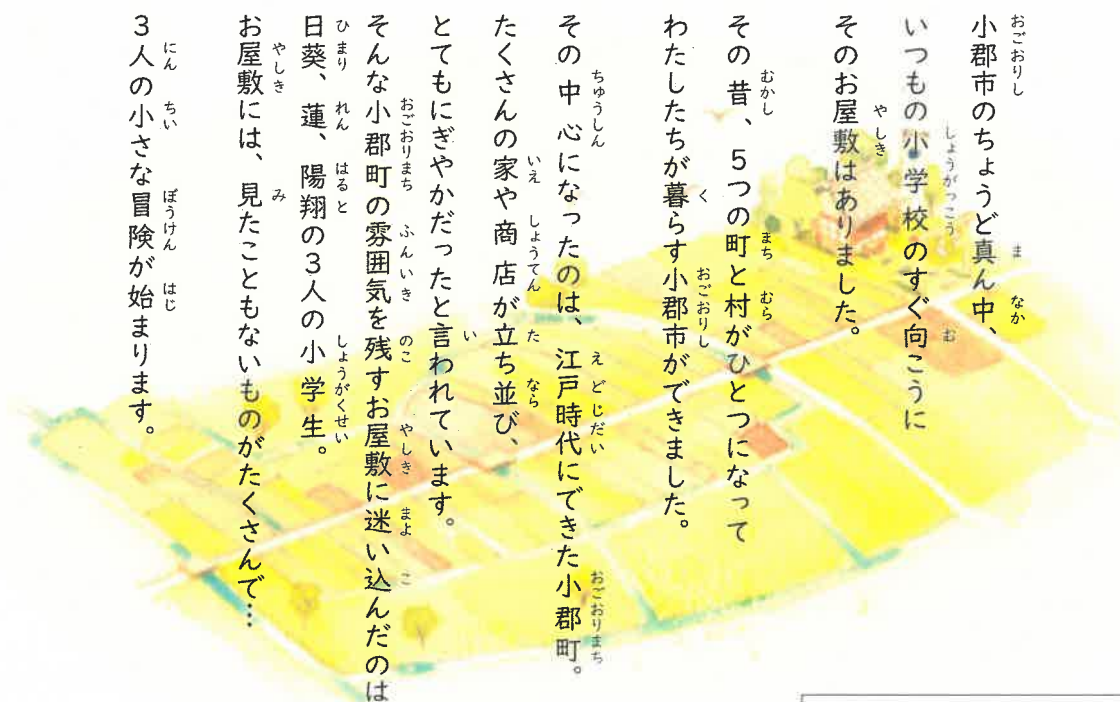 小郡市のちょうど真ん中、
いつもの小学校のすぐ向こうに
そのお屋敷はありました。
その昔、5つの町と村がひとつになって
わたしたちが暮らす小郡市ができました。
その中心になったのは、江戸時代にできた小郡町。
たくさんの家や商店が立ち並び、
とてもにぎやかだったと言われています。
そんな小郡町の雰囲気を残すお屋敷に迷い込んだのは
日葵、蓮、陽翔の3人の小学生。
お屋敷には、見たこともないものがたくさんで…
3人の小さな冒険が始まります。